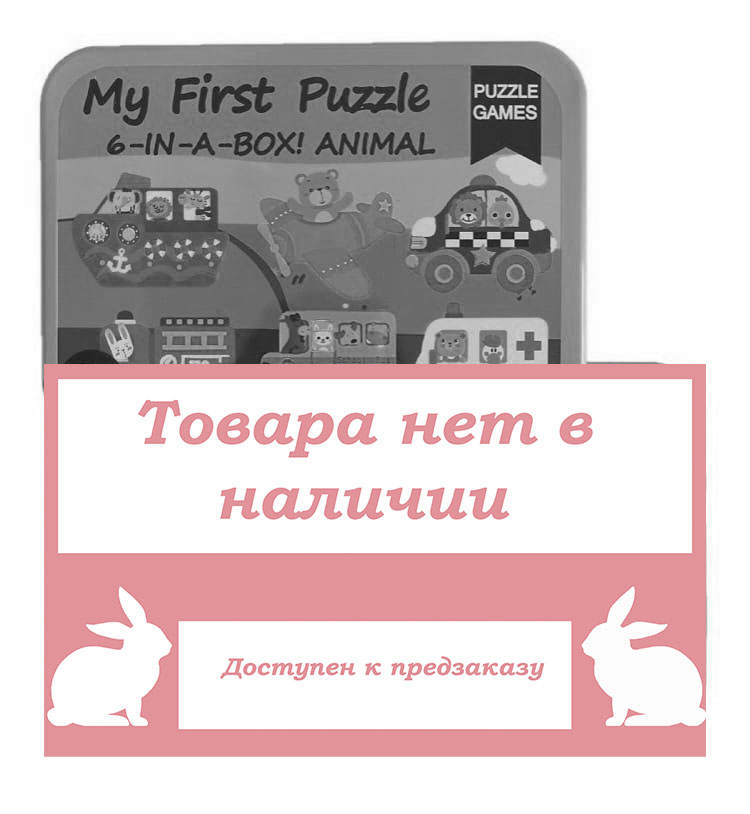 My First Puzzle
PUZZLE
GAMES
6-IN-A-BOX! ANIMAL
Товара нет в
наличии
Доступен к предзаказу